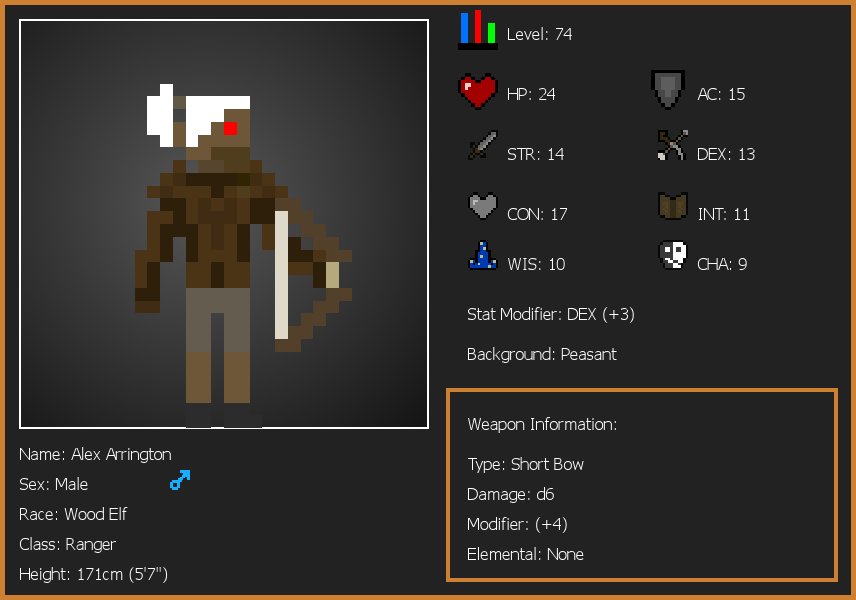 Level: 74
HP: 24
AC: 15
STR: 14
DEX: 13
CON: 17
INT: 11
WIS: 10
CHA: 9
Stat Modifier: DEX (+3)
Background: Peasant
Weapon Information:
Type: Short Bow
Damage: d6
Modifier: (+4)
Elemental: None
Name: Alex Arrington
Sex: Male
Race: Wood Elf
Class: Ranger
Height: 171cm (5'7")